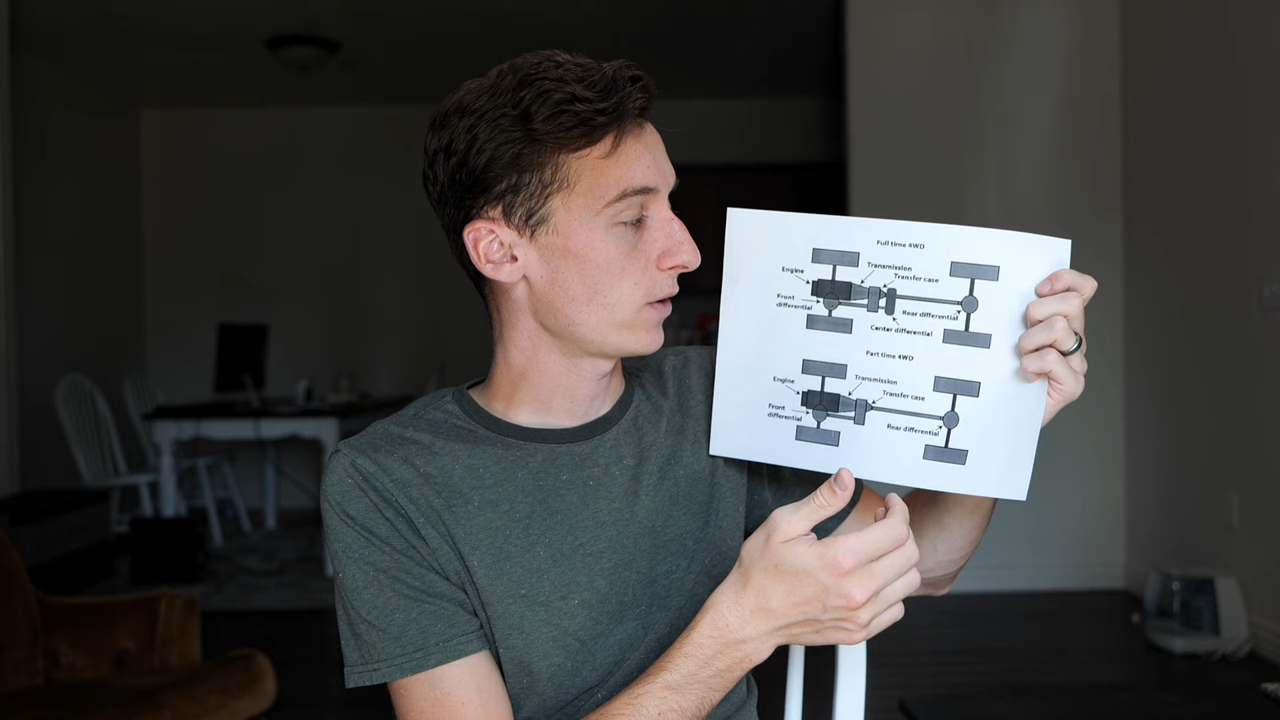 Full time 4WD
Engine
Transmission
Transfer case
Front
differential
Rear differential
Center differential
Part time 4WD
Engine
Transmission
Transfer case
Front
differential
Rear differential